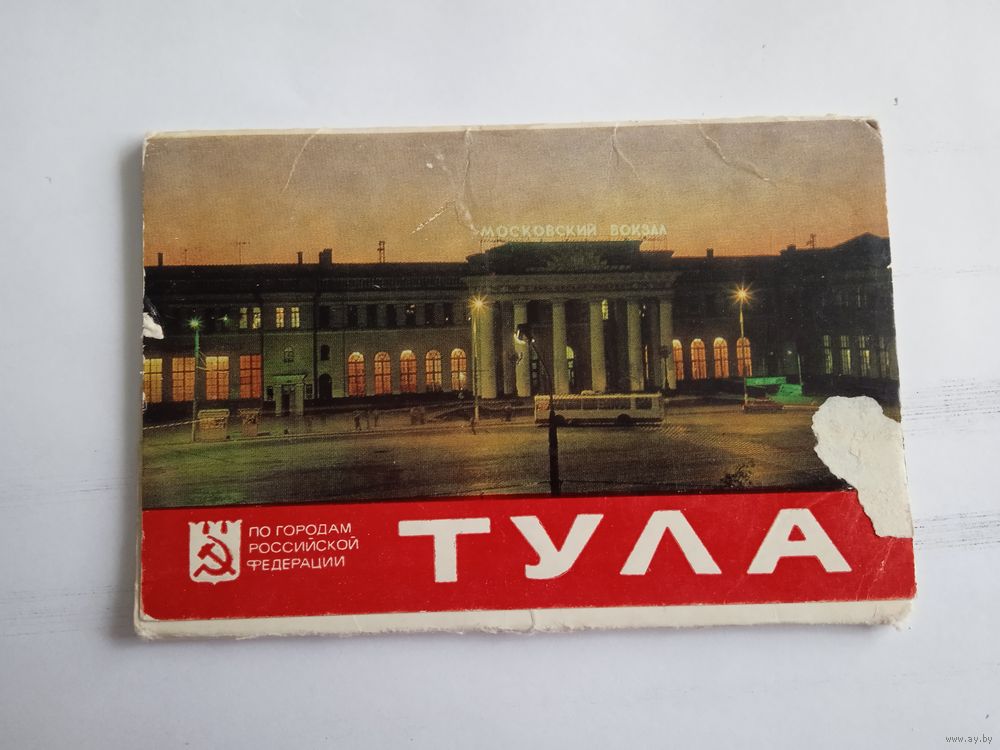 МОСКОВСКИЙ ВОКЗАЛ
ПО ГОРОДАМ
РОССИЙСКОЙ
ФЕДЕРАЦИИ
ТУЛА
www.ay.by